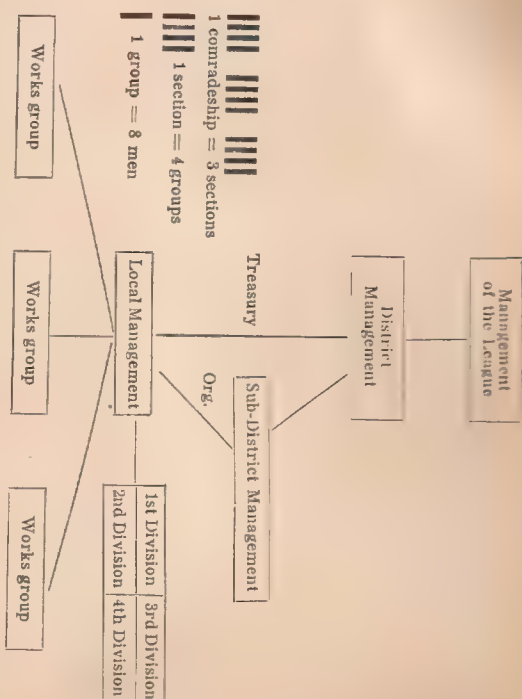 Management
of the League
District
Management
Treasury
Org.
Sub-District Management
Local Management
1st Division
3rd Division
2nd Division
4th Division
1 comradeship = 3 sections
1 section = 4 groups
1 group = 8 men
Works group
Works group
Works group